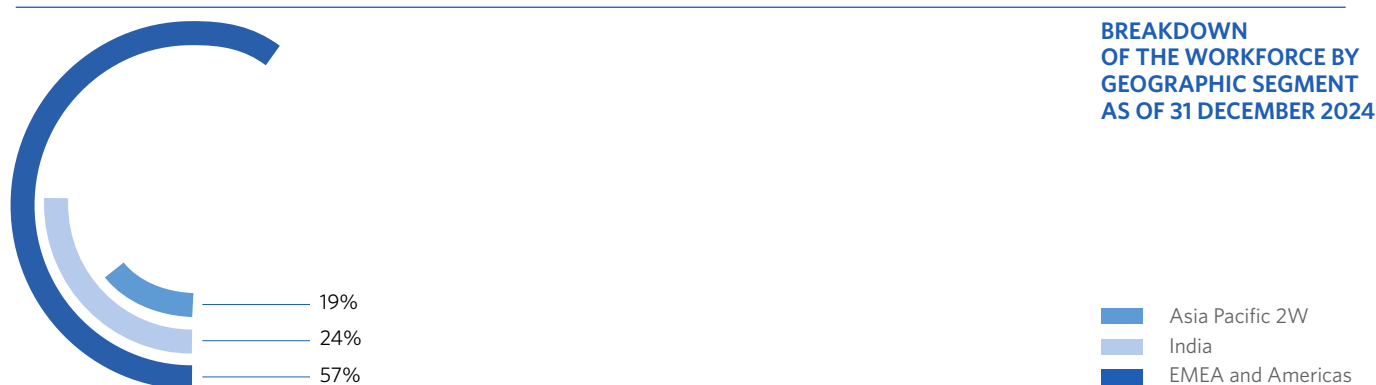 BREAKDOWN
OF THE WORKFORCE BY
GEOGRAPHIC SEGMENT
AS OF 31 DECEMBER 2024
19%
24%
57%
Asia Pacific 2W
India
EMEA and Americas